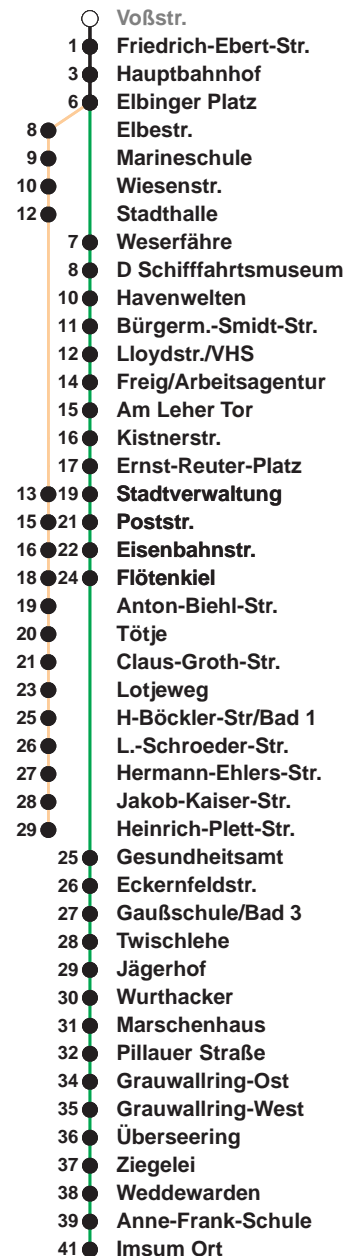 Voßstr.
1 Friedrich-Ebert-Str.
3 Hauptbahnhof
6 Elbinger Platz
8 Elbestr.
9 Marineschule
10 Wiesenstr.
12 Stadthalle
7 Weserfähre
8 D Schifffahrtsmuseum
10 Havenwelten
11 Bürgerm.-Smidt-Str.
12 Lloydstr./VHS
14 Freig/Arbeitsagentur
15 Am Leher Tor
16 Kistnerstr.
17 Ernst-Reuter-Platz
13 19 Stadtverwaltung
15 21 Poststr.
16 22 Eisenbahnstr.
18 24 Flötenkiel
19 Anton-Biehl-Str.
20 Tötje
21 Claus-Groth-Str.
23 Lotjeweg
25 H-Böckler-Str/Bad 1
26 L.-Schroeder-Str.
27 Hermann-Ehlers-Str.
28 Jakob-Kaiser-Str.
29 Heinrich-Plett-Str.
25 Gesundheitsamt
26 Eckernfeldstr.
27 Gaußschule/Bad 3
28 Twischlehe
29 Jägerhof
30 Wurthacker
31 Marschenhaus
32 Pillauer Straße
34 Grauwallring-Ost
35 Grauwallring-West
36 Überseering
37 Ziegelei
38 Weddewarden
39 Anne-Frank-Schule
41 Imsum Ort